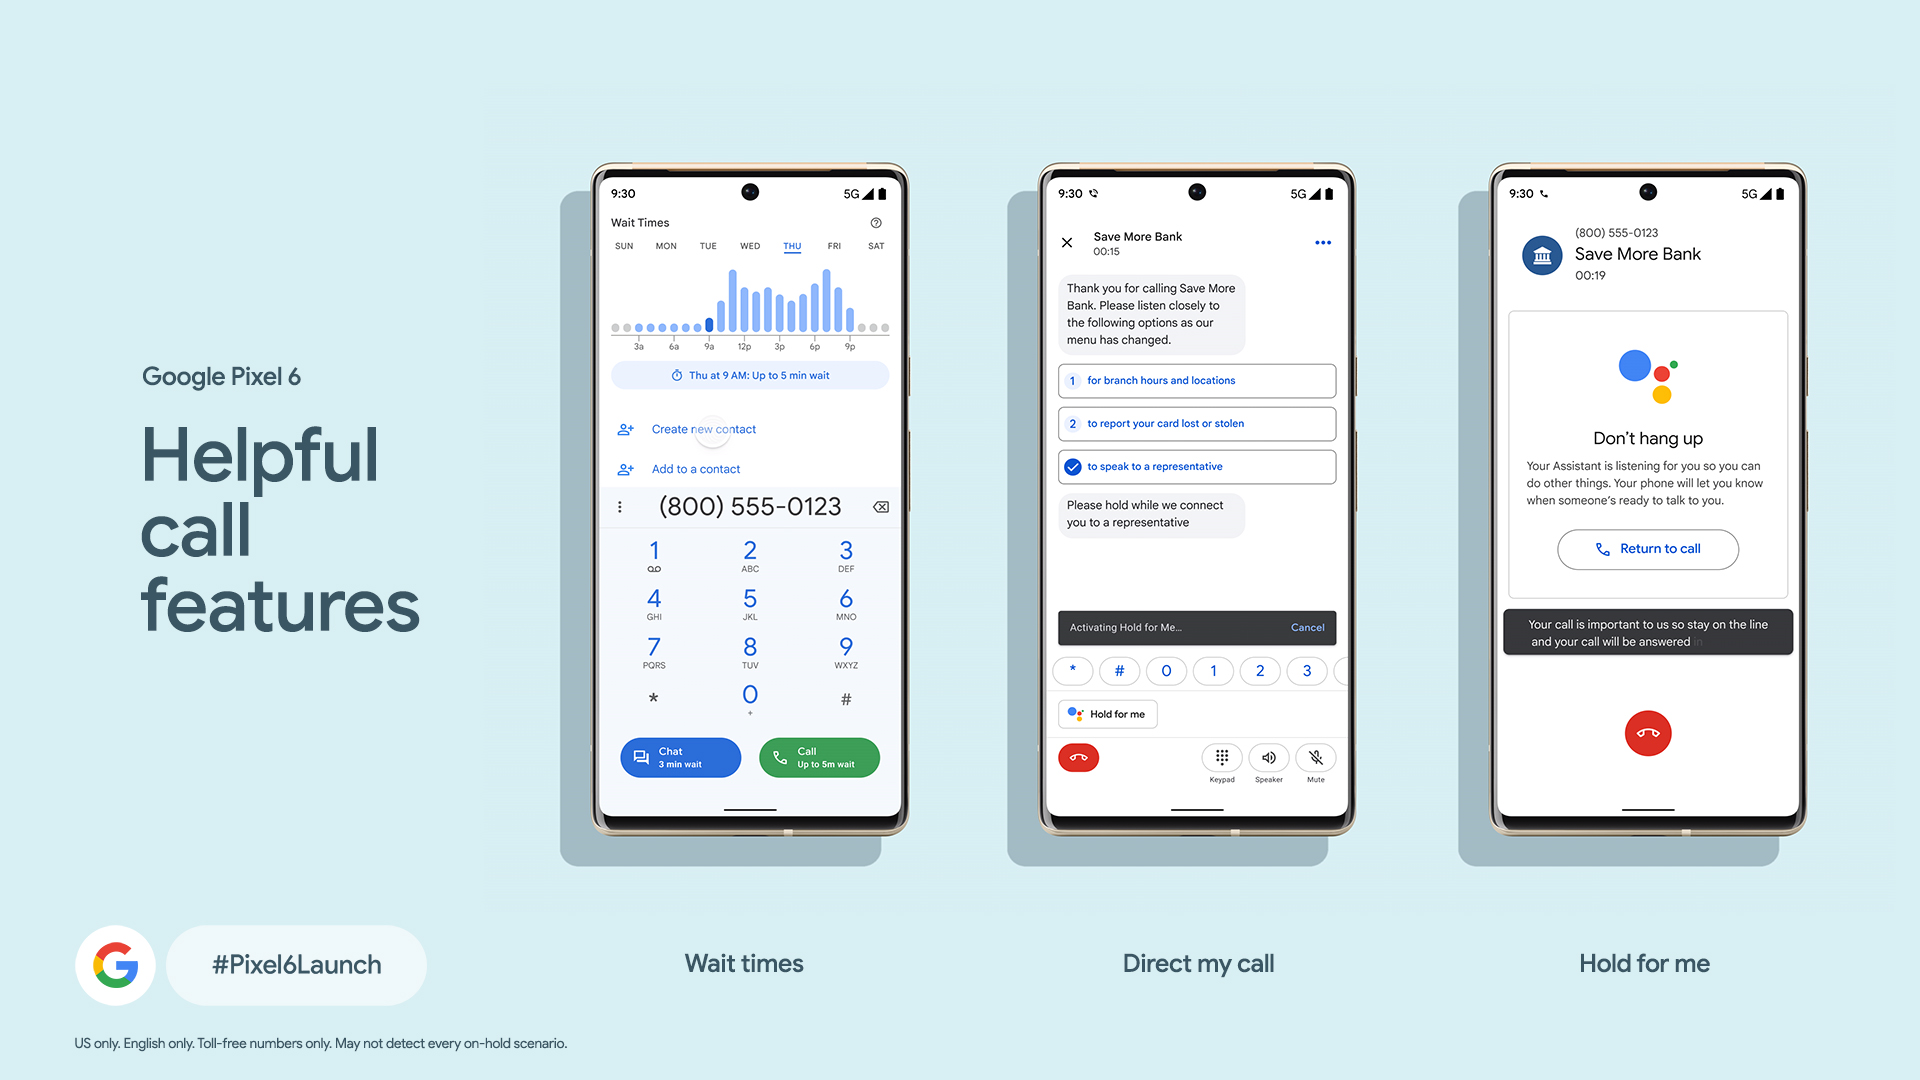 Google Pixel 6
Helpful
call
features
#Pixel6Launch
US only. English only. Toll-free numbers only. May not detect every on-hold scenario.
9:30
5G
Wait Times
SUN MON TUE WED THU FRI SAT
3a 6a 9a 12p 3p 6p 9p
Thu at 9 AM: Up to 5 min wait
Create new contact
Add to a contact
(800) 555-0123
1 2 3
ABC DEF
4 5 6
GHI JKL MNO
7 8 9
PQRS TUV WXYZ
* 0 #
+
Chat
3 min wait
Call
Up to 5m wait
Wait times
9:30
5G
Save More Bank
00:15
Thank you for calling Save More
Bank. Please listen closely to
the following options as our
menu has changed.
1 for branch hours and locations
2 to report your card lost or stolen
to speak to a representative
Please hold while we connect
you to a representative
Activating Hold for Me... Cancel
* # 0 1 2 3
Hold for me
Keypad Speaker Mute
Direct my call
9:30
5G
(800) 555-0123
Save More Bank
00:19
Don't hang up
Your Assistant is listening for you so you can
do other things. Your phone will let you know
when someone's ready to talk to you.
Return to call
Your call is important to us so stay on the line
and your call will be answered in
Hold for me